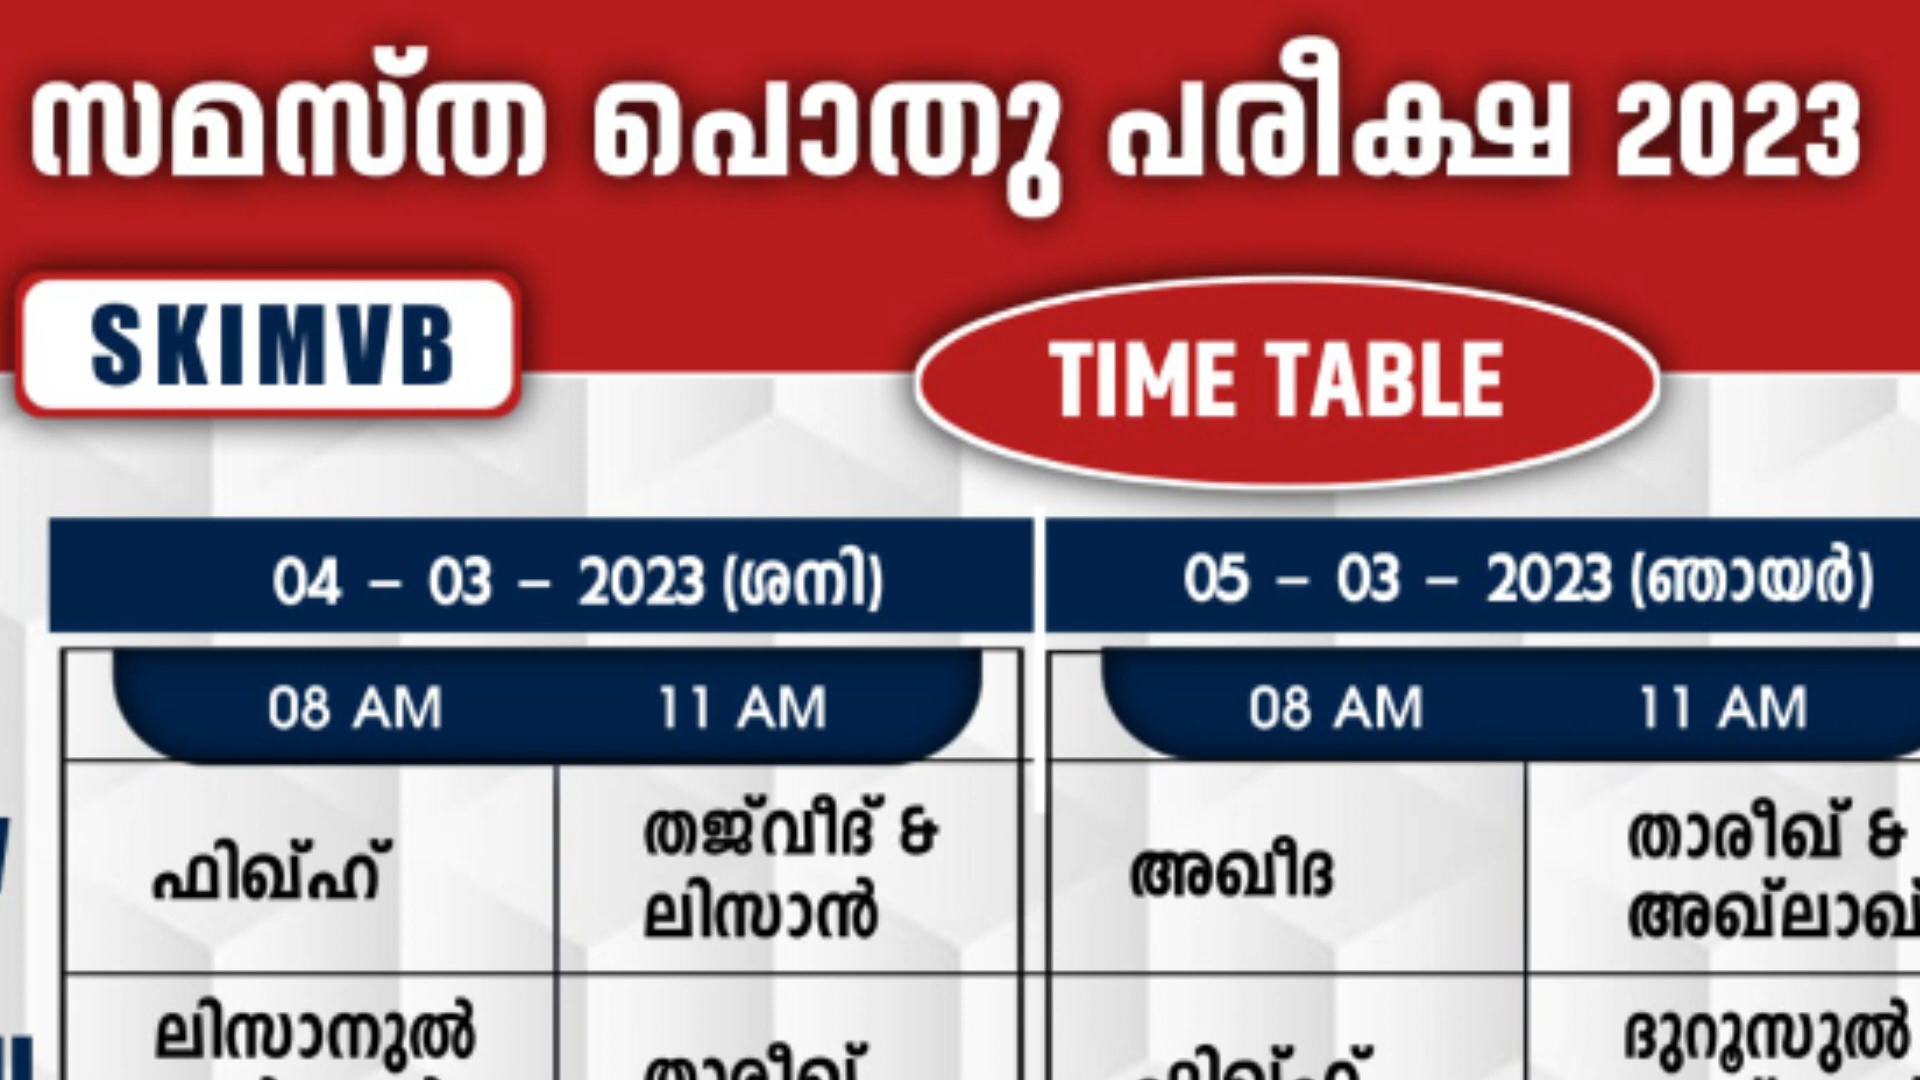 സമസ്ത പൊതു പരീക്ഷ 2023
SKIMVB
TIME TABLE
04 – 03 – 2023 (ശനി)
05 – 03 – 2023 (ഞായർ)
08 AM
11 AM
08 AM
11 AM
ഫിഖ്ഹ്
തജ്‌വീദ് &
ലിസാൻ
അഖീദ
താരീഖ് &
അഖ്‌ലാഖ്
ലിസാനുൽ
താരീഖ്
ഫിഖ്ഹ്
ദുറൂസുൽ